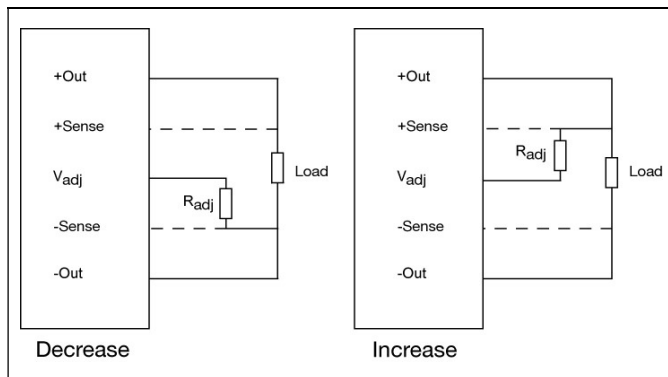 +Out
+Sense
Vadj
-Sense
-Out
Radj
Load
Decrease
+Out
+Sense
Vadj
-Sense
-Out
Radj
Load
Increase